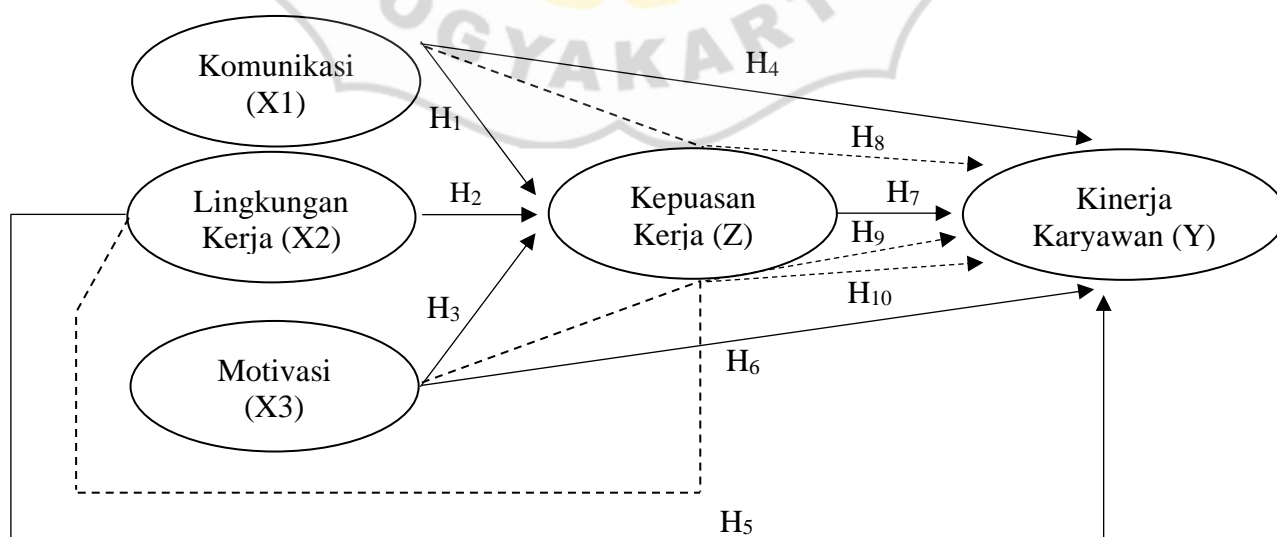 OGYAKART
Komunikasi
(X1)
H4
H1
H8
Lingkungan
Kerja (X2)
H2
Kepuasan
Kerja (Z)
H7
H9
Kinerja
Karyawan (Y)
H10
H3
Motivasi
(X3)
H6
H5